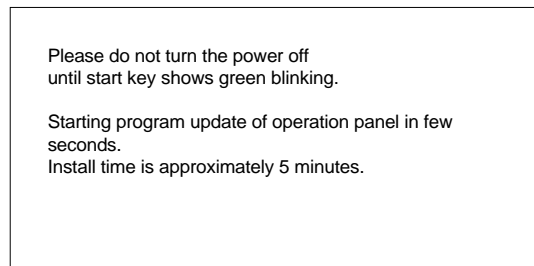 Please do not turn the power off
until start key shows green blinking.
Starting program update of operation panel in few
seconds.
Install time is approximately 5 minutes.